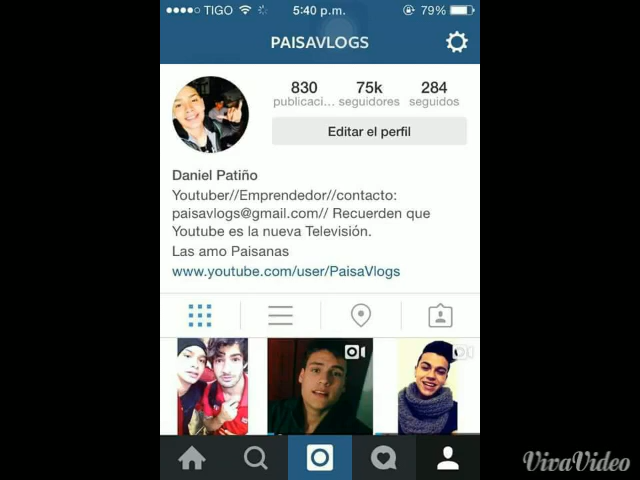 TIGO 5:40 p.m. 79%
PAISAVLOGS
830 75k 284
publicaci... seguidores seguidos
Editar el perfil
Daniel Patiño
Youtuber//Emprendedor//contacto:
paisavlogs@gmail.com// Recuerden que
Youtube es la nueva Televisión.
Las amo Paisanas
www.youtube.com/user/PaisaVlogs
VivaVideo